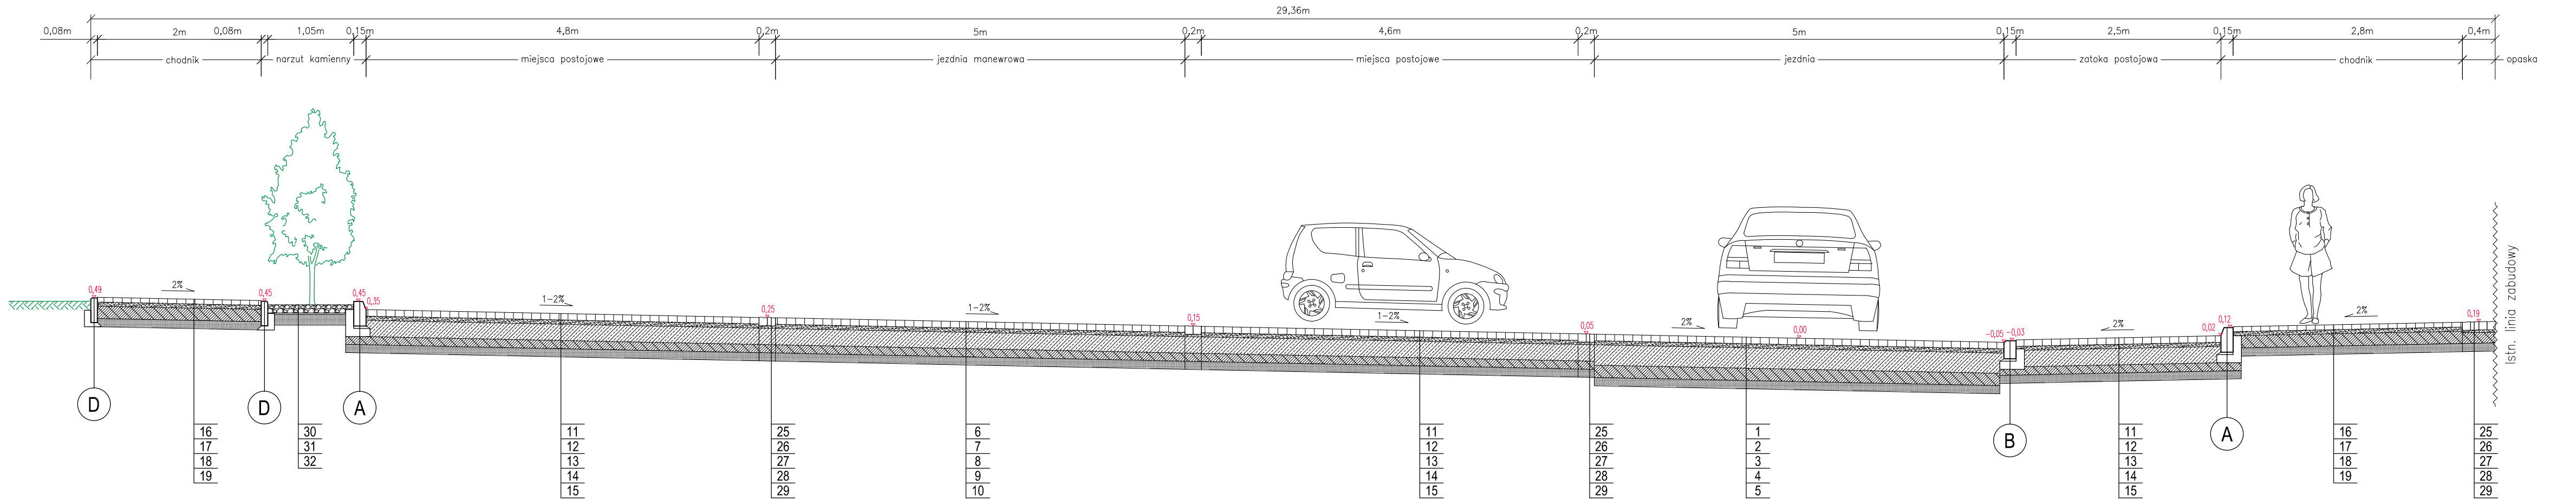 29,36m
0,08m 2m 0,08m 1,05m 0,15m 4,8m 0,2m 5m 0,2m 4,6m 0,2m 5m 0,15m 2,5m 0,15m 2,8m 0,4m
chodnik narzut kamienny miejsca postojowe jezdnia manewrowa miejsca postojowe jezdnia zatoka postojowa chodnik opaska
Istn. linia zabudowy
0,49 2% 0,45 0,45 0,35 1-2% 0,25 1-2% 0,15 1-2% 0,05 2% 0,00 -0,05 -0,03 2% 0,02 0,12 2% 0,19
D D A B A
16 30 11 25 6 11 25 1 11 16 25
17 31 12 26 7 12 26 2 12 17 26
18 32 13 27 8 13 27 3 13 18 27
19 14 28 9 14 28 4 14 19 28
15 29 10 15 29 5 15 29